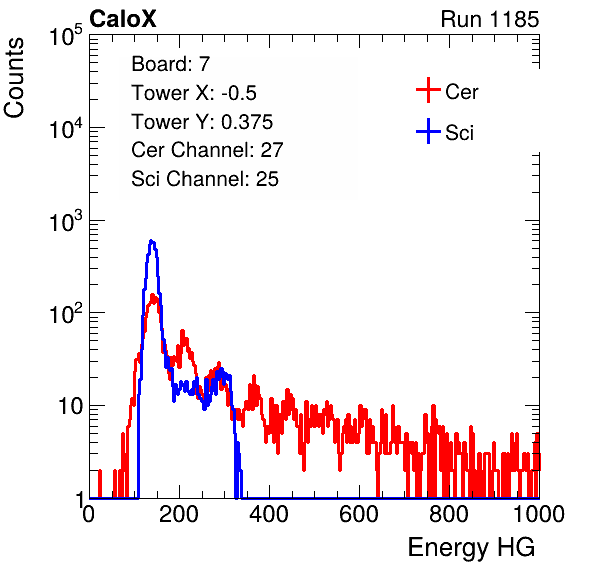 CaloX Run 1185
Counts
10^5
10^4
10^3
10^2
10
1
Board: 7
Tower X: -0.5
Tower Y: 0.375
Cer Channel: 27
Sci Channel: 25
Cer
Sci
0 200 400 600 800 1000
Energy HG